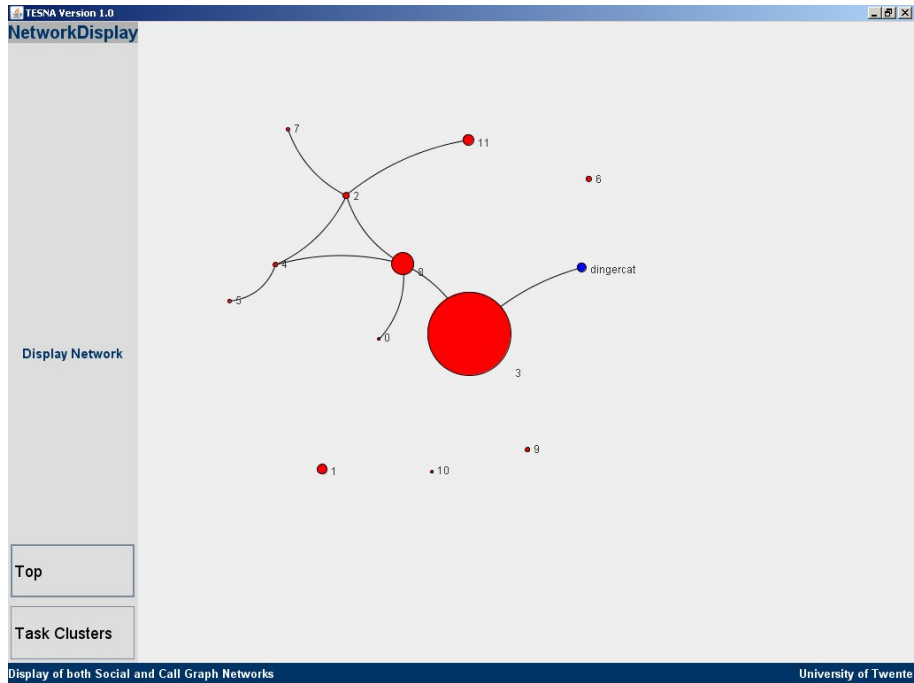 TESNA Version 1.0
NetworkDisplay
7
11
6
2
4
8
dingercat
5
0
Display Network
3
9
1
10
Top
Task Clusters
Display of both Social and Call Graph Networks
University of Twente